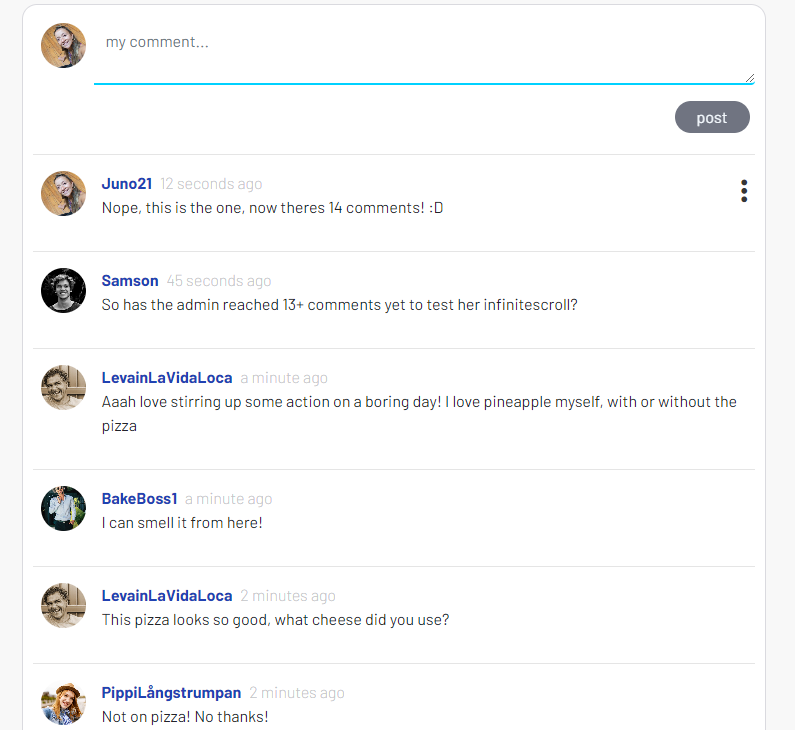 my comment...
post
Juno21 12 seconds ago
Nope, this is the one, now theres 14 comments! :D
Samson 45 seconds ago
So has the admin reached 13+ comments yet to test her infinitescroll?
LevainLaVidaLoca a minute ago
Aaah love stirring up some action on a boring day! I love pineapple myself, with or without the
pizza
BakeBoss1 a minute ago
I can smell it from here!
LevainLaVidaLoca 2 minutes ago
This pizza looks so good, what cheese did you use?
PippiLångstrumpan 2 minutes ago
Not on pizza! No thanks!